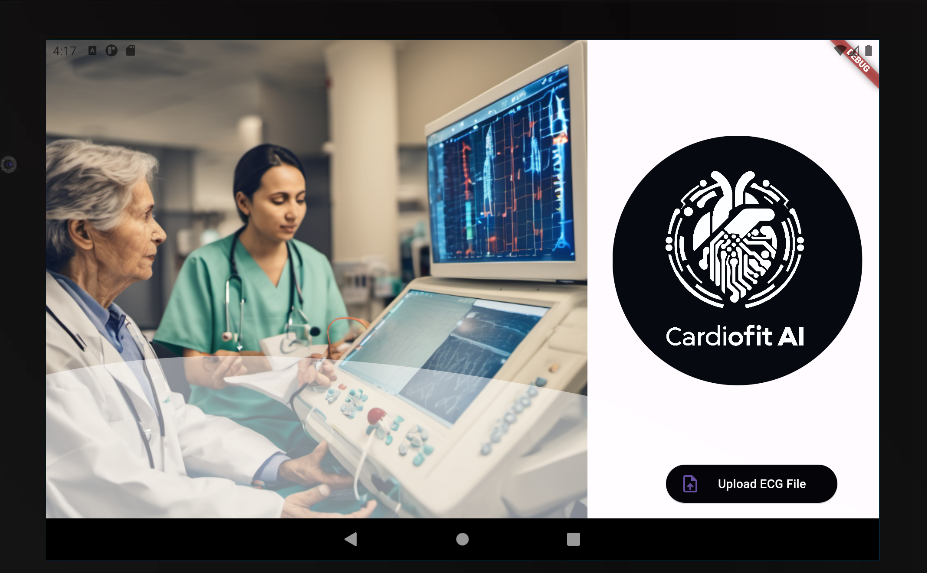 4:17
DEBUG
Cardiofit AI
Upload ECG File